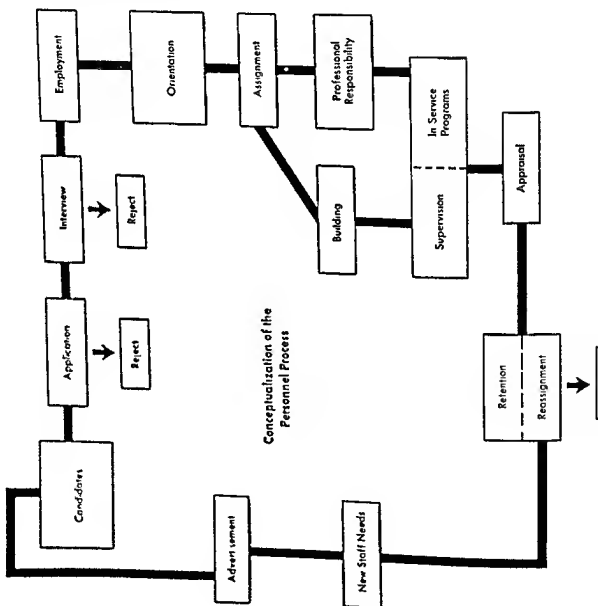 Candidates
Application
Reject
Interview
Reject
Employment
Orientation
Assignment
Professional
Responsibility
Building
Supervision
In Service
Programs
Appraisal
Retention
Reassignment
New Staff Needs
Advertisement
Conceptualization of the
Personnel Process